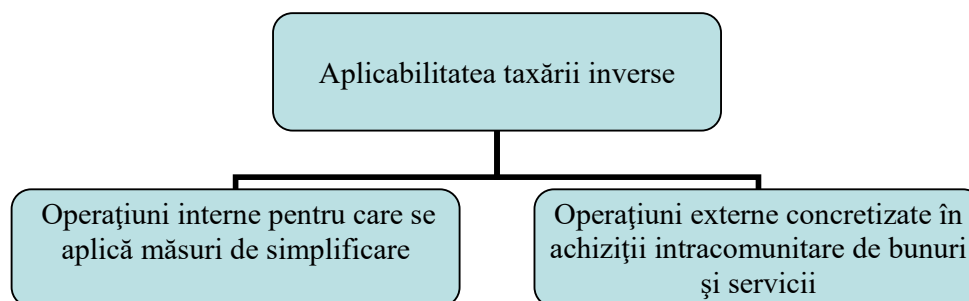 Aplicabilitatea taxării inverse
Operaţiuni interne pentru care se
aplică măsuri de simplificare
Operaţiuni externe concretizate în
achiziţii intracomunitare de bunuri
şi servicii